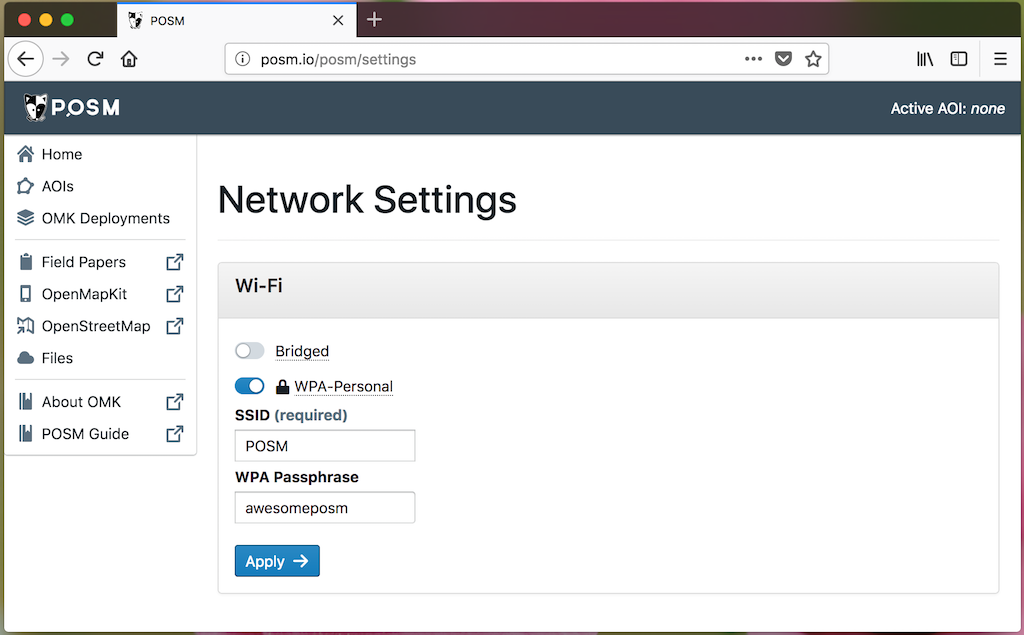 POSM
posm.io/posm/settings
POSM
Active AOI: none
Home
AOIs
OMK Deployments
Field Papers
OpenMapKit
OpenStreetMap
Files
About OMK
POSM Guide
Network Settings
Wi-Fi
Bridged
WPA-Personal
SSID (required)
POSM
WPA Passphrase
awesomeposm
Apply